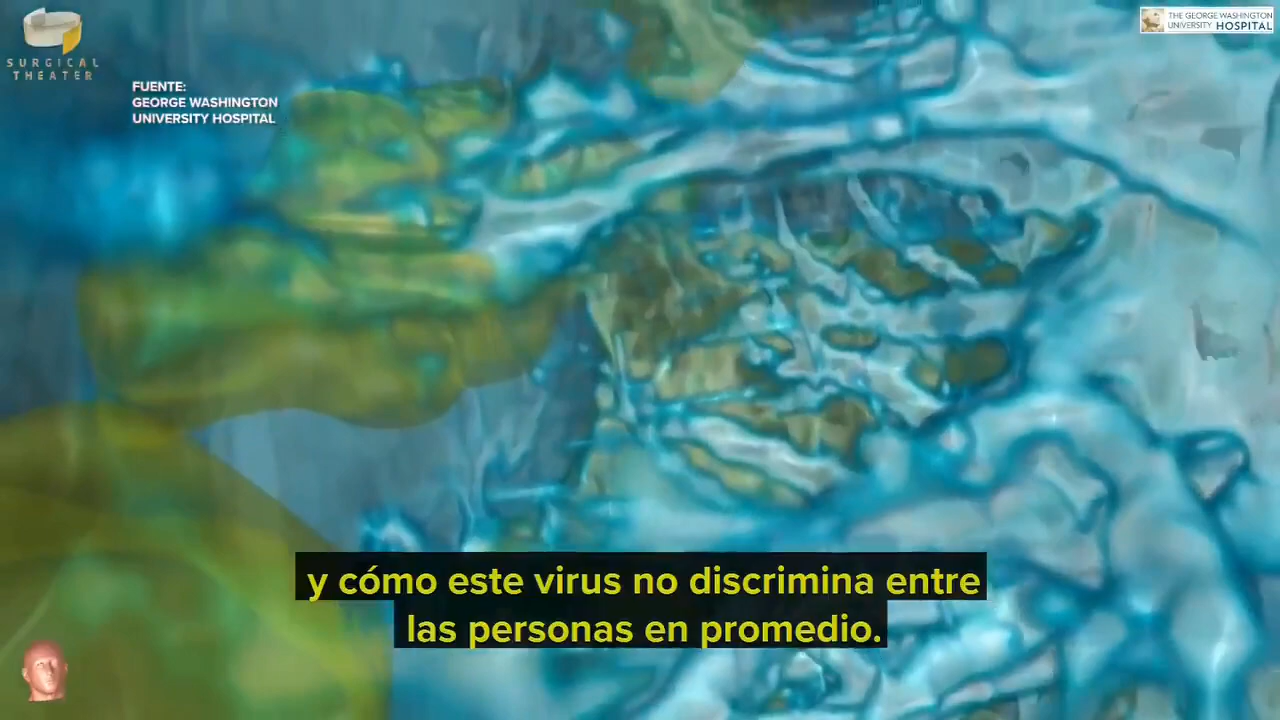 SURGICAL
THEATER
THE GEORGE WASHINGTON
UNIVERSITY HOSPITAL
FUENTE:
GEORGE WASHINGTON
UNIVERSITY HOSPITAL
y cómo este virus no discrimina entre
las personas en promedio.